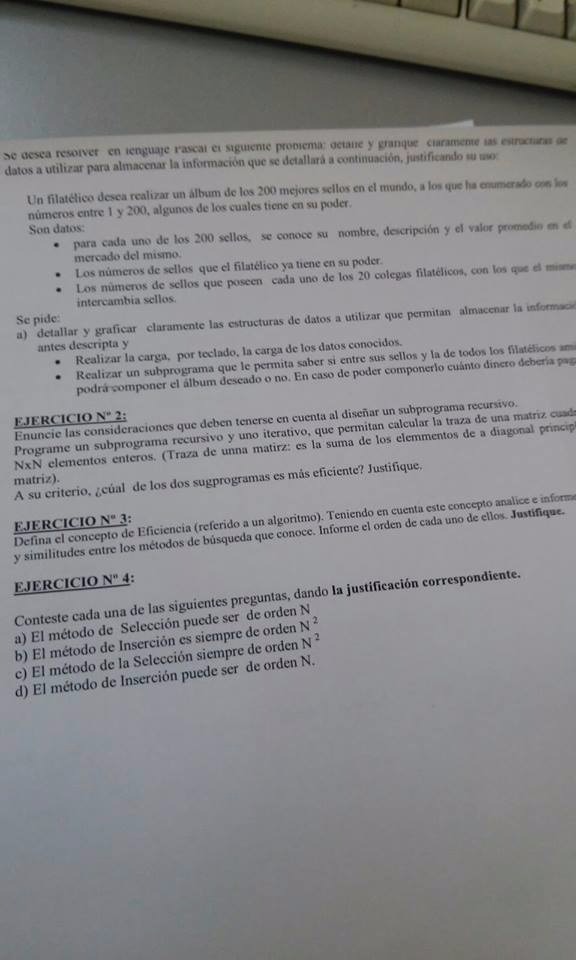 Se desea resolver en lenguaje Pascal el siguiente problema: detalle y grafique claramente las estructuras de
datos a utilizar para almacenar la información que se detallará a continuación, justificando su uso:
Un filatélico desea realizar un álbum de los 200 mejores sellos en el mundo, a los que ha enumerado con los
números entre 1 y 200, algunos de los cuales tiene en su poder.
Son datos:
• para cada uno de los 200 sellos, se conoce su nombre, descripción y el valor promedio en el
mercado del mismo.
• Los números de sellos que el filatélico ya tiene en su poder.
• Los números de sellos que poseen cada uno de los 20 colegas filatélicos, con los que el mismo
intercambia sellos.
Se pide:
a) detallar y graficar claramente las estructuras de datos a utilizar que permitan almacenar la informació
antes descripta y
• Realizar la carga, por teclado, la carga de los datos conocidos.
• Realizar un subprograma que le permita saber si entre sus sellos y la de todos los filatélicos ami
podrá componer el álbum deseado o no. En caso de poder componerlo cuánto dinero debería pag
EJERCICIO Nº 2:
Enuncie las consideraciones que deben tenerse en cuenta al diseñar un subprograma recursivo.
Programe un subprograma recursivo y uno iterativo, que permitan calcular la traza de una matriz cuadr
NxN elementos enteros. (Traza de unna matirz: es la suma de los elemmentos de a diagonal princip
matriz).
A su criterio, ¿cúal de los dos sugprogramas es más eficiente? Justifique.
EJERCICIO Nº 3:
Defina el concepto de Eficiencia (referido a un algoritmo). Teniendo en cuenta este concepto analice e informe
y similitudes entre los métodos de búsqueda que conoce. Informe el orden de cada uno de ellos. Justifique.
EJERCICIO Nº 4:
Conteste cada una de las siguientes preguntas, dando la justificación correspondiente.
a) El método de Selección puede ser de orden N
b) El método de Inserción es siempre de orden N ²
c) El método de la Selección siempre de orden N ²
d) El método de Inserción puede ser de orden N.